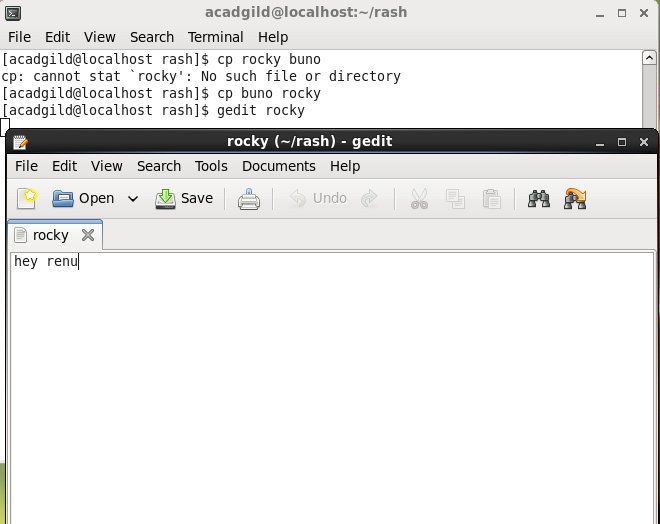 acadgild@localhost:~/rash
File Edit View Search Terminal Help
[acadgild@localhost rash]$ cp rocky buno
cp: cannot stat `rocky': No such file or directory
[acadgild@localhost rash]$ cp buno rocky
[acadgild@localhost rash]$ gedit rocky
rocky (~/rash) - gedit
File Edit View Search Tools Documents Help
Open Save Undo
rocky
hey renu